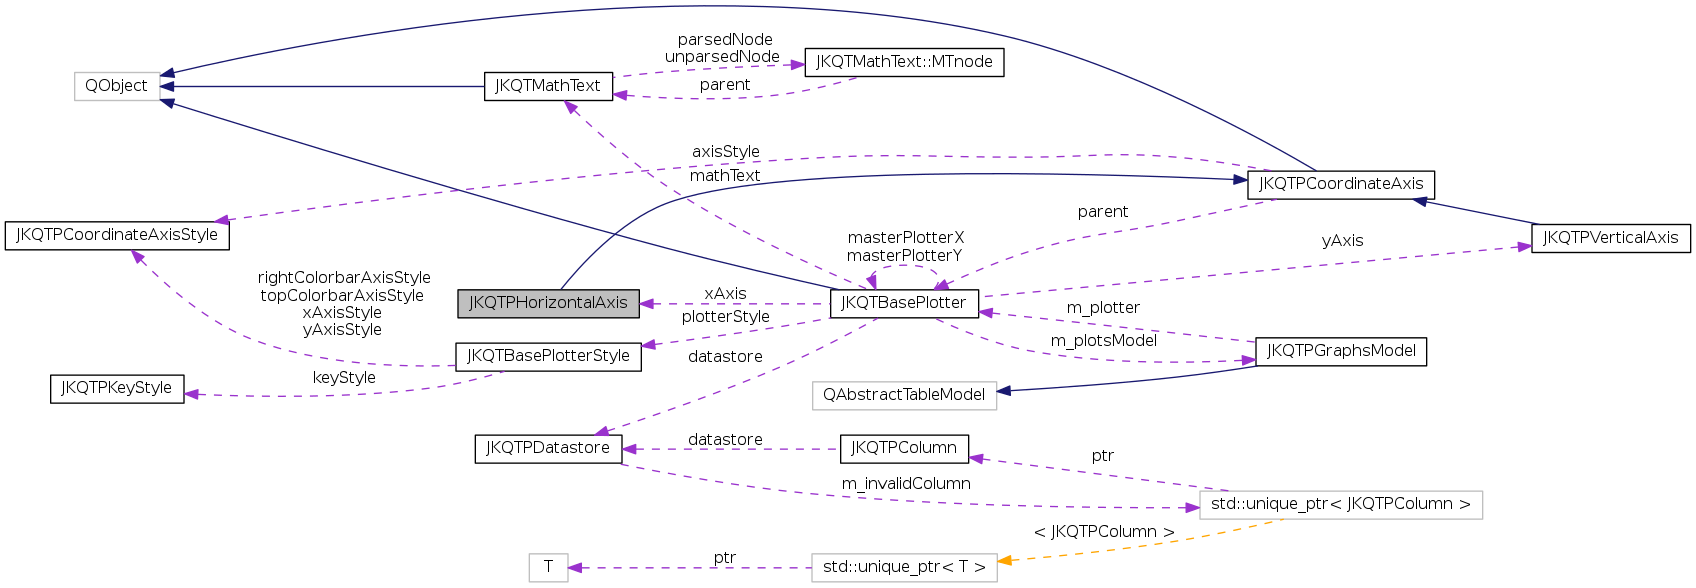 parsedNode
unparsedNode
JKQTMathText::MTnode
QObject
JKQTMathText
parent
axisStyle
mathText
JKQTPCoordinateAxis
parent
JKQTPCoordinateAxisStyle
masterPlotterX
masterPlotterY
yAxis
JKQTPVerticalAxis
rightColorbarAxisStyle
topColorbarAxisStyle
xAxisStyle
yAxisStyle
JKQTPHorizontalAxis
xAxis
JKQTBasePlotter
plotterStyle
m_plotter
m_plotsModel
JKQTPGraphsModel
JKQTBasePlotterStyle
datastore
JKQTPKeyStyle
keyStyle
QAbstractTableModel
JKQTPDatastore
datastore
JKQTPColumn
ptr
m_invalidColumn
std::unique_ptr< JKQTPColumn >
< JKQTPColumn >
T
ptr
std::unique_ptr< T >